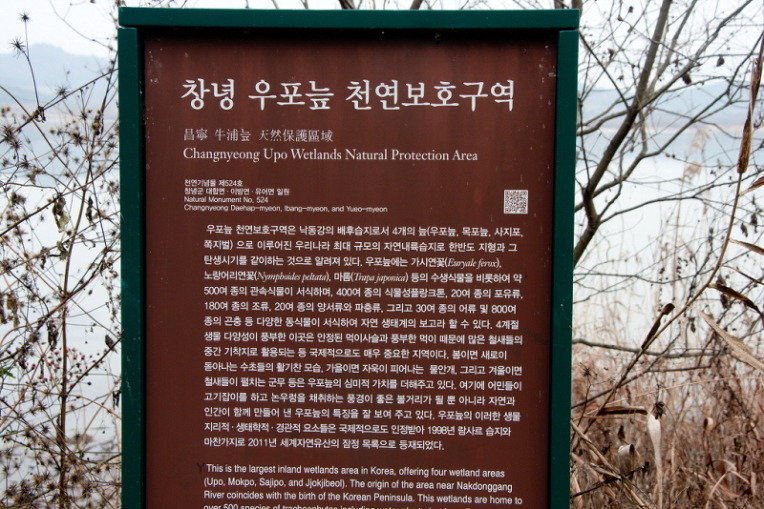 창녕 우포늪 천연보호구역
昌寧 牛浦늪 天然保護區域
Changnyeong Upo Wetlands Natural Protection Area
천연기념물 제524호
창녕군 대합면 · 이방면 · 유어면 일원
Natural Monument No. 524
Changnyeong Daehap-myeon, Ibang-myeon, and Yueo-myeon
우포늪 천연보호구역은 낙동강의 배후습지로서 4개의 늪(우포늪, 목포늪, 사지포,
쪽지벌) 으로 이루어진 우리나라 최대 규모의 자연내륙습지로 한반도 지형과 그
탄생시기를 같이하는 것으로 알려져 있다. 우포늪에는 가시연꽃(Euryale ferox),
노랑어리연꽃(Nymphoides peltata), 마름(Trapa japonica) 등의 수생식물을 비롯하여 약
500여 종의 관속식물이 서식하며, 400여 종의 식물성플랑크톤, 20여 종의 포유류,
180여 종의 조류, 20여 종의 양서류와 파충류, 그리고 30여 종의 어류 및 800여
종의 곤충 등 다양한 동식물이 서식하여 자연 생태계의 보고라 할 수 있다. 4계절
생물 다양성이 풍부한 이곳은 안정된 먹이사슬과 풍부한 먹이 때문에 많은 철새들의
중간 기착지로 활용되는 등 국제적으로도 매우 중요한 지역이다. 봄이면 새로이
돋아나는 수초들의 활기찬 모습, 가을이면 자욱이 피어나는 물안개, 그리고 겨울이면
철새들이 펼치는 군무 등은 우포늪의 심미적 가치를 더해주고 있다. 여기에 어민들이
고기잡이를 하고 논우렁을 채취하는 풍경이 좋은 볼거리가 될 뿐 아니라 자연과
인간이 함께 만들어 낸 우포늪의 특징을 잘 보여 주고 있다. 우포늪의 이러한 생물
지리적 · 생태학적 · 경관적 요소들은 국제적으로도 인정받아 1998년 람사르 습지와
마찬가지로 2011년 세계자연유산의 잠정 목록으로 등재되었다.
This is the largest inland wetlands area in Korea, offering four wetland areas
(Upo, Mokpo, Sajipo, and Jjokjibeol). The origin of the area near Nakdonggang
River coincides with the birth of the Korean Peninsula. This wetlands are home to
over 500 species of tracheophytes including